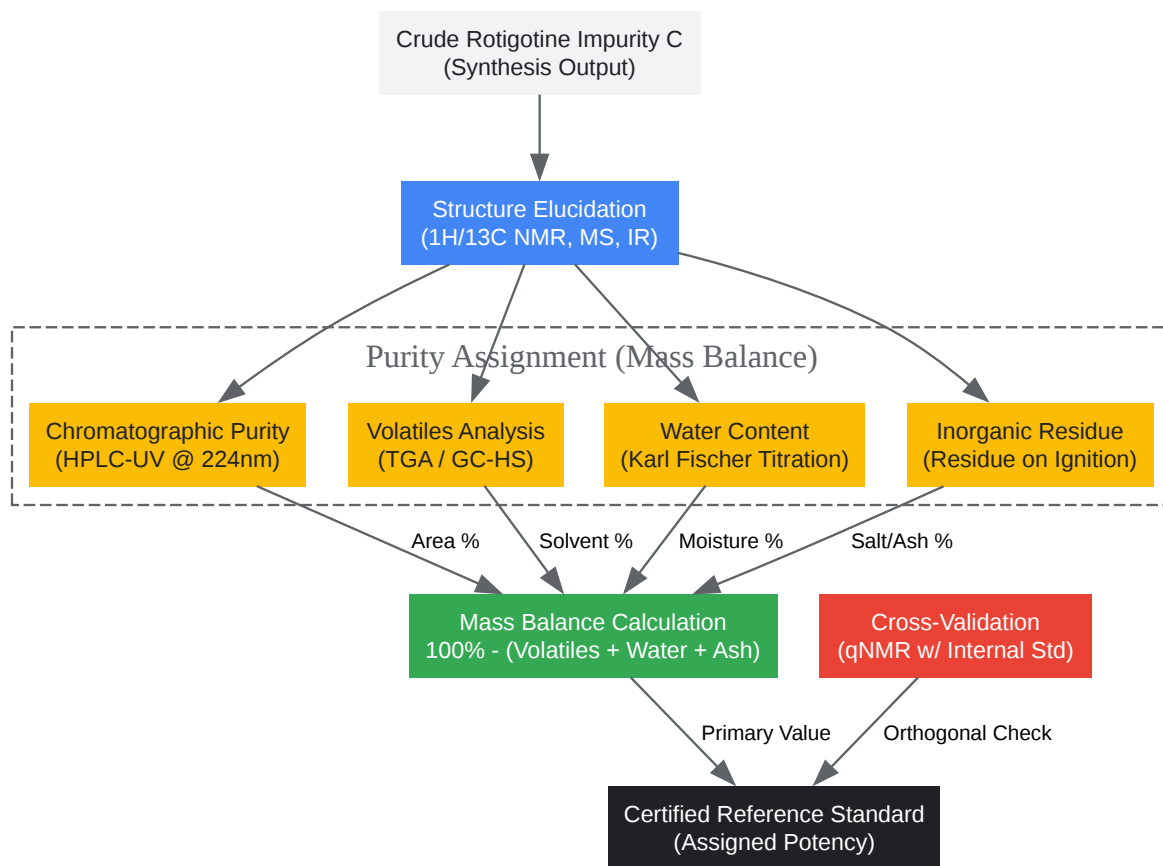 Crude Rotigotine Impurity C
(Synthesis Output)
Structure Elucidation
(1H/13C NMR, MS, IR)
Purity Assignment (Mass Balance)
Chromatographic Purity
(HPLC-UV @ 224nm)
Volatiles Analysis
(TGA / GC-HS)
Water Content
(Karl Fischer Titration)
Inorganic Residue
(Residue on Ignition)
Area %
Solvent %
Moisture %
Salt/Ash %
Mass Balance Calculation
100% - (Volatiles + Water + Ash)
Cross-Validation
(qNMR w/ Internal Std)
Primary Value
Orthogonal Check
Certified Reference Standard
(Assigned Potency)